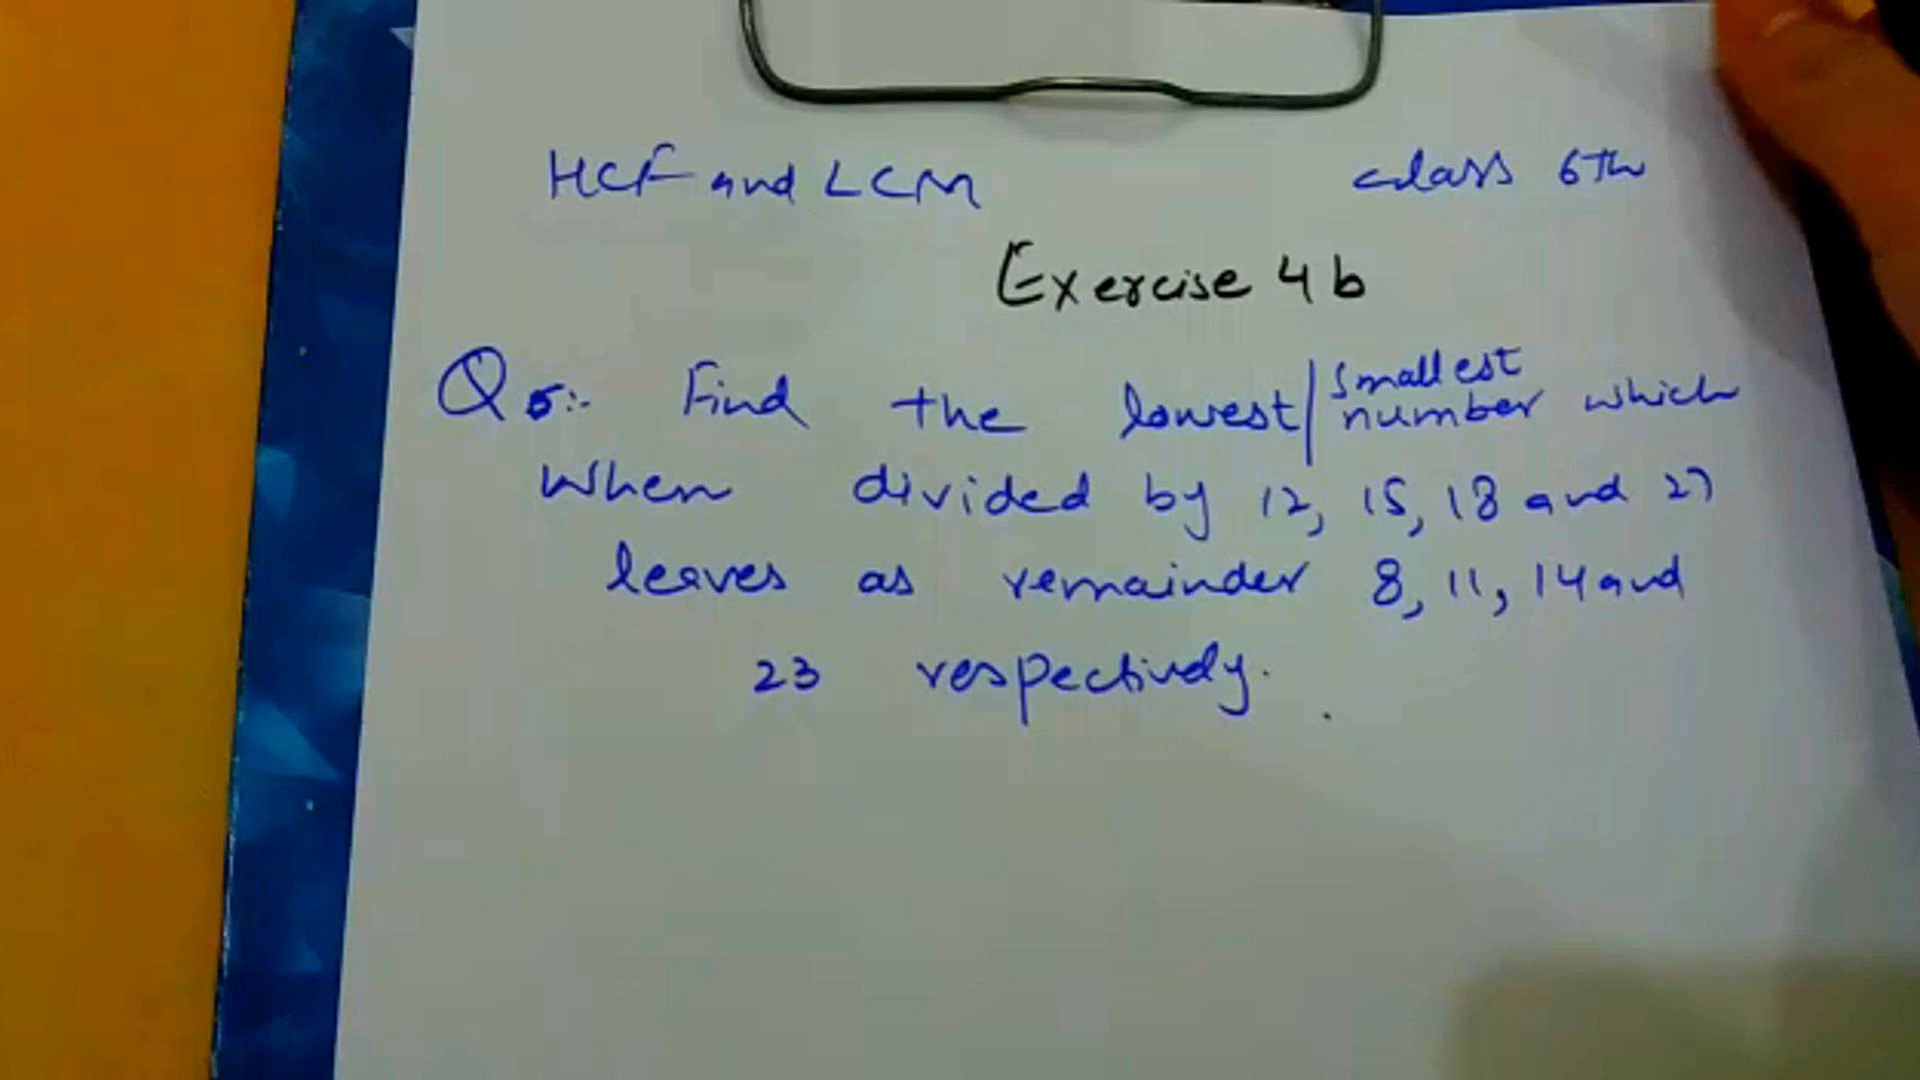 HCF and LCM class 6th
Exercise 4b
Q5:- Find the lowest/smallest number which
when divided by 12, 15, 18 and 27
leaves as remainder 8, 11, 14 and
23 respectively.